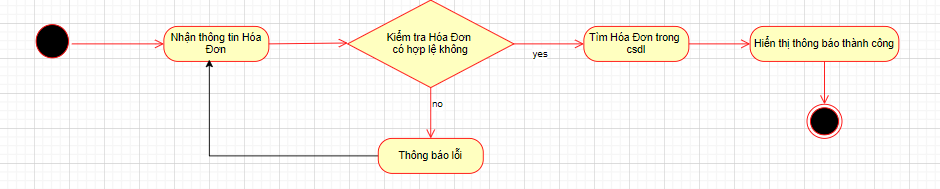 Nhận thông tin Hóa
Đơn
Kiểm tra Hóa Đơn
có hợp lệ không
yes
Tìm Hóa Đơn trong
csdl
Hiển thị thông báo thành công
no
Thông báo lỗi